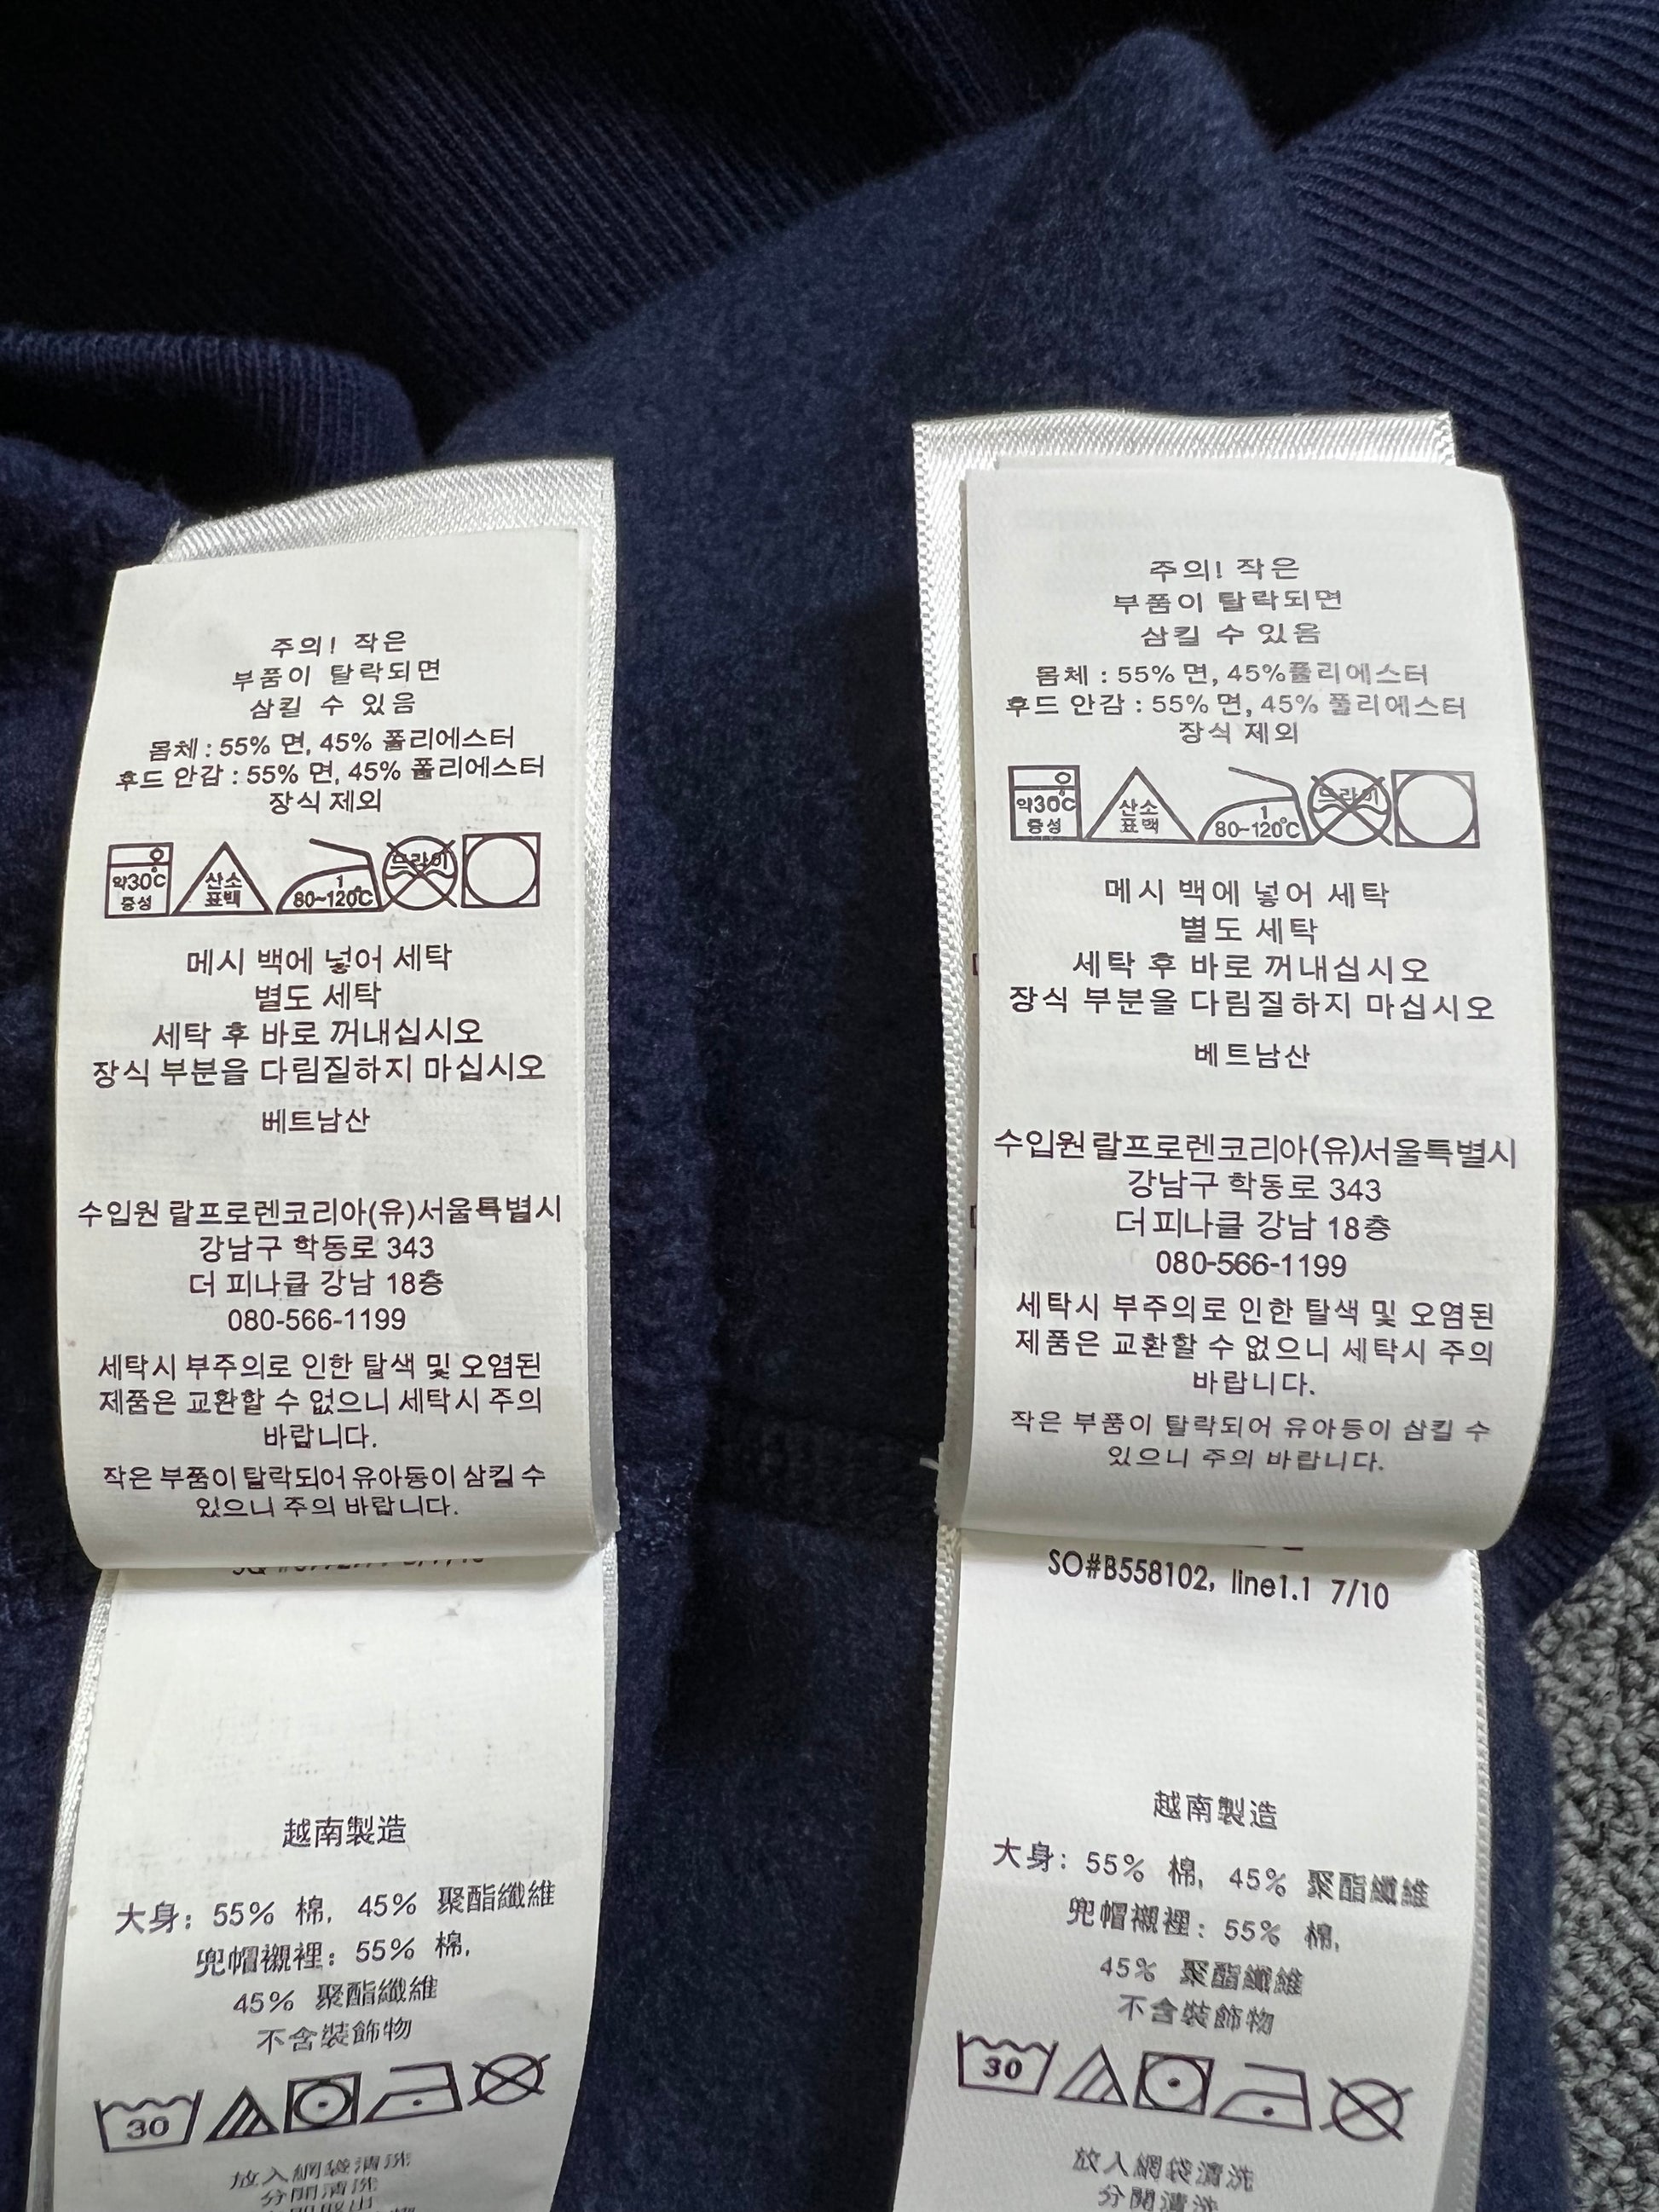 주의! 작은
부품이 탈락되면
삼킬 수 있음
몸체 : 55% 면, 45% 폴리에스터
후드 안감 : 55% 면, 45% 폴리에스터
장식 제외
약30℃
중성
산소
표백
1
80~120℃
드라이
메시 백에 넣어 세탁
별도 세탁
세탁 후 바로 꺼내십시오
장식 부분을 다림질하지 마십시오
베트남산
수입원 랄프로렌코리아(유)서울특별시
강남구 학동로 343
더 피나클 강남 18층
080-566-1199
세탁시 부주의로 인한 탈색 및 오염된
제품은 교환할 수 없으니 세탁시 주의
바랍니다.
작은 부품이 탈락되어 유아동이 삼킬 수
있으니 주의 바랍니다.
越南製造
大身: 55% 棉, 45% 聚酯纖維
兜帽襯裡: 55% 棉,
45% 聚酯纖維
不含裝飾物
30
放入網袋清洗
分開清洗
주의! 작은
부품이 탈락되면
삼킬 수 있음
몸체 : 55% 면, 45%폴리에스터
후드 안감 : 55% 면, 45% 폴리에스터
장식 제외
약30℃
중성
산소
표백
1
80~120℃
드라이
메시 백에 넣어 세탁
별도 세탁
세탁 후 바로 꺼내십시오
장식 부분을 다림질하지 마십시오
베트남산
수입원 랄프로렌코리아(유)서울특별시
강남구 학동로 343
더 피나클 강남 18층
080-566-1199
세탁시 부주의로 인한 탈색 및 오염된
제품은 교환할 수 없으니 세탁시 주의
바랍니다.
작은 부품이 탈락되어 유아등이 삼킬 수
있으니 주의 바랍니다.
SO#B558102, line1.1 7/10
越南製造
大身: 55% 棉, 45% 聚酯纖維
兜帽襯裡: 55% 棉,
45% 聚酯纖維
不含裝飾物
30
放入網袋清洗
分開清洗